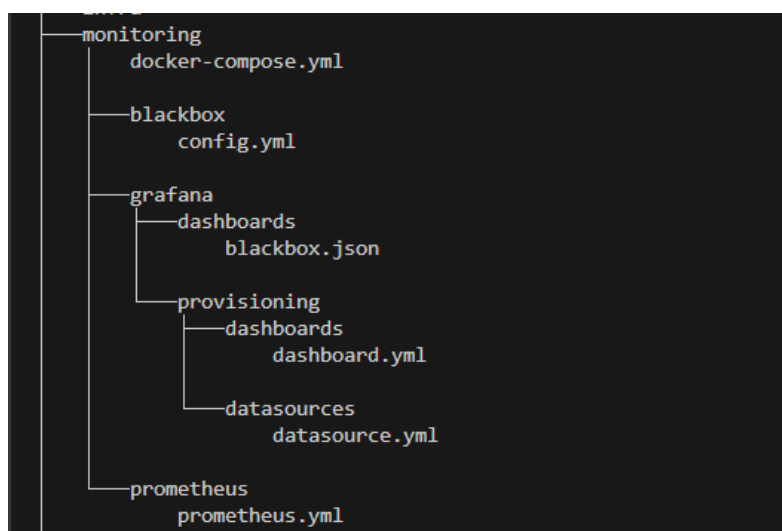 monitoring
docker-compose.yml
blackbox
config.yml
grafana
dashboards
blackbox.json
provisioning
dashboards
dashboard.yml
datasources
datasource.yml
prometheus
prometheus.yml